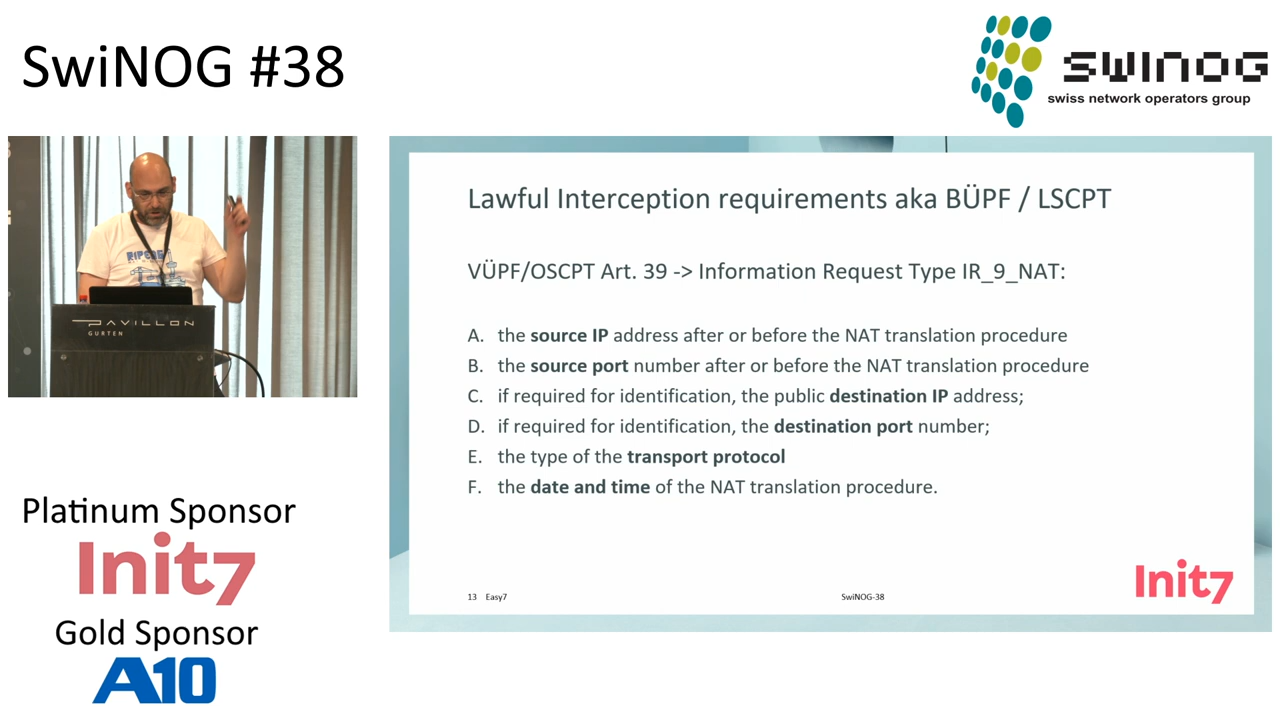 SwiNOG #38
SWINOG
swiss network operators group
RIPE
PAVILLON
GURTEN
Lawful Interception requirements aka BÜPF / LSCPT
VÜPF/OSCPT Art. 39 -> Information Request Type IR_9_NAT:
A. the source IP address after or before the NAT translation procedure
B. the source port number after or before the NAT translation procedure
C. if required for identification, the public destination IP address;
D. if required for identification, the destination port number;
E. the type of the transport protocol
F. the date and time of the NAT translation procedure.
13 Easy7
SwiNOG-38
Init7
Platinum Sponsor
Init7
Gold Sponsor
A10